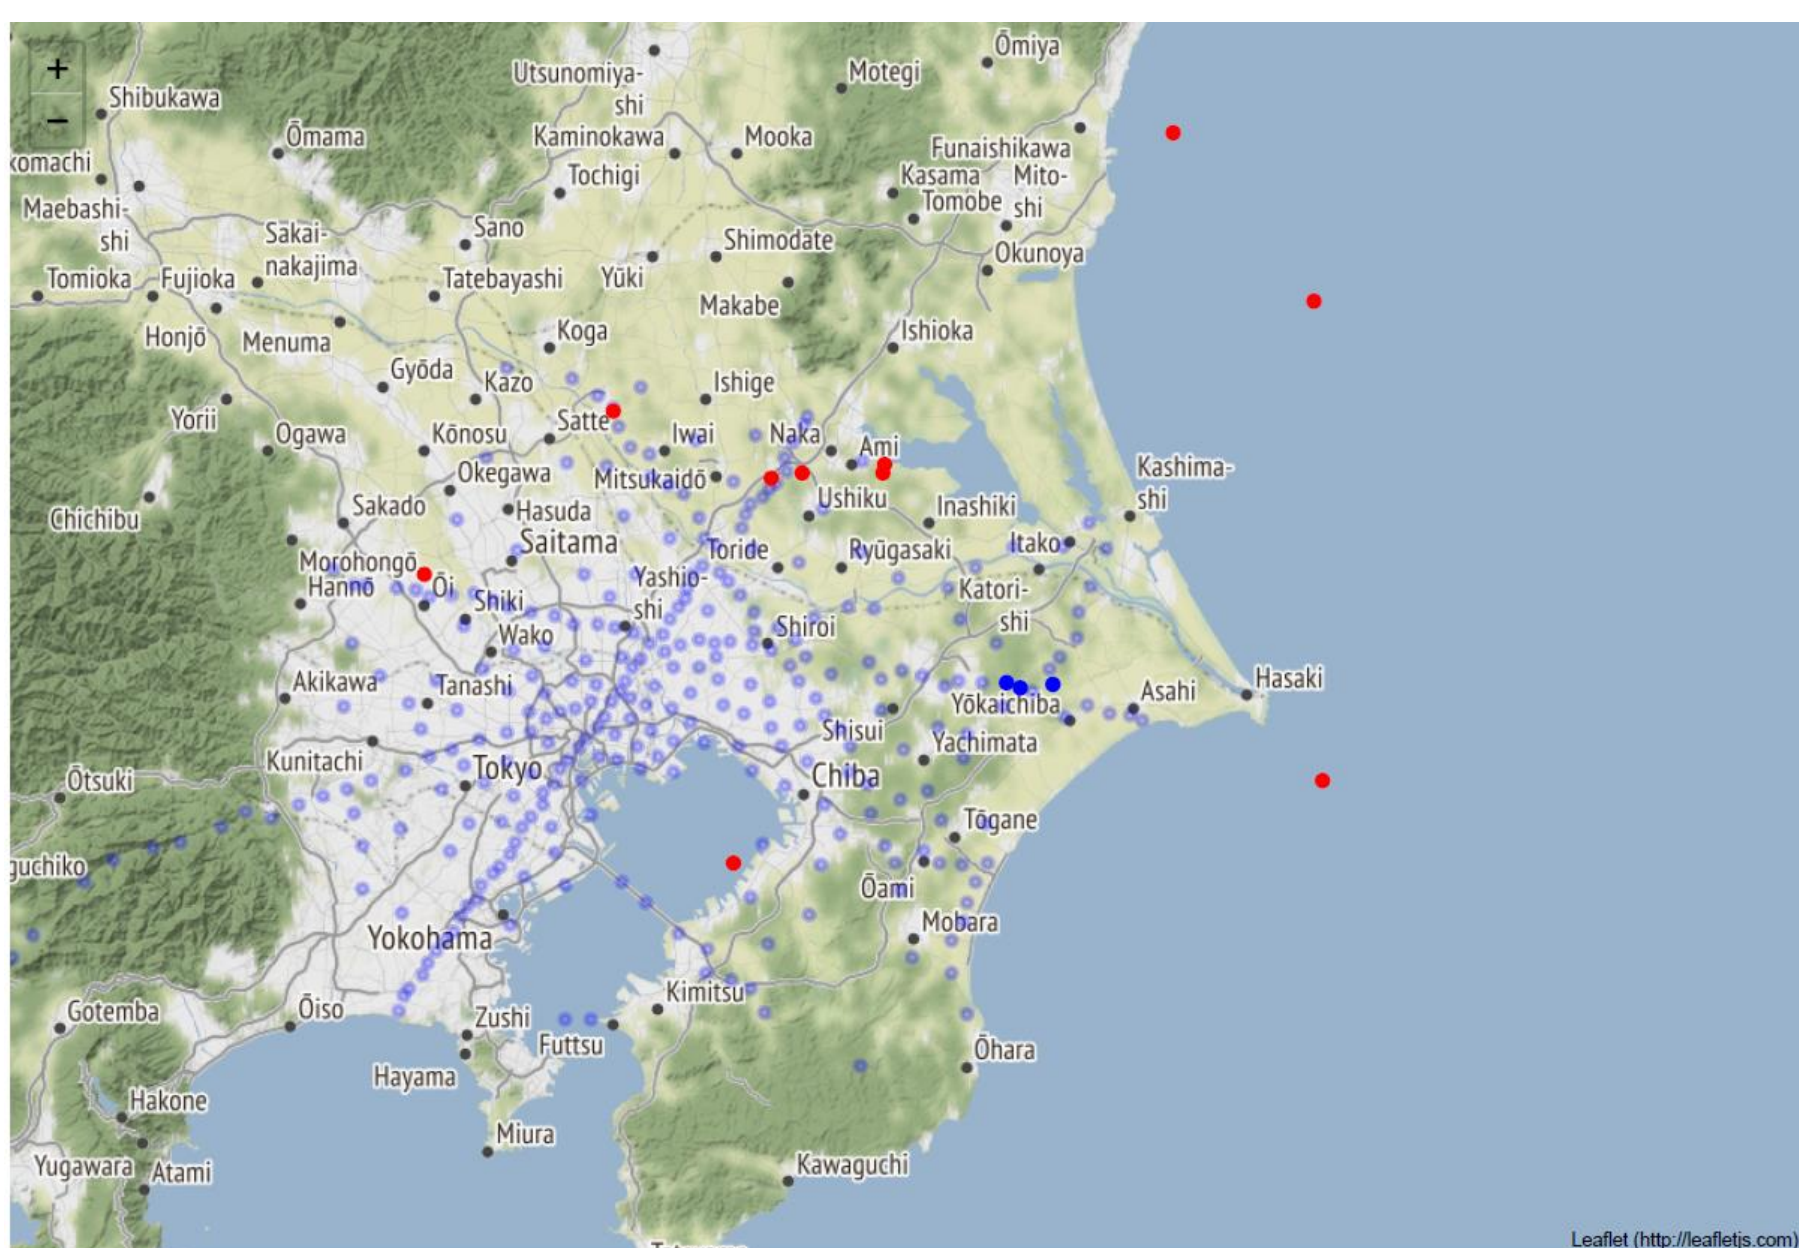 +
−
Ōmiya
Motegi
Utsunomiya-
shi
Shibukawa
Ōmama
Kaminokawa
Mooka
Funaishikawa
komachi
Tochigi
Kasama
Mito-
shi
Tomobe
Maebashi-
shi
Sano
Sakai-
nakajima
Shimodate
Okunoya
Tomioka
Fujioka
Tatebayashi
Yūki
Makabe
Honjō
Menuma
Koga
Ishioka
Gyōda
Kazo
Ishige
Yorii
Ogawa
Kōnosu
Satte
Iwai
Naka
Ami
Okegawa
Mitsukaidō
Kashima-
shi
Chichibu
Sakado
Hasuda
Ushiku
Inashiki
Saitama
Toride
Ryūgasaki
Itako
Morohongō
Hannō
Ōi
Shiki
Yashio-
shi
Katori-
shi
Wako
Shiroi
Akikawa
Tanashi
Yōkaichiba
Asahi
Hasaki
Shisui
Kunitachi
Yachimata
Ōtsuki
Tokyo
Chiba
Tōgane
guchiko
Ōami
Yokohama
Mobara
Gotemba
Ōiso
Zushi
Kimitsu
Futtsu
Ōhara
Hayama
Hakone
Miura
Yugawara
Atami
Kawaguchi
Leaflet (http://leafletjs.com)